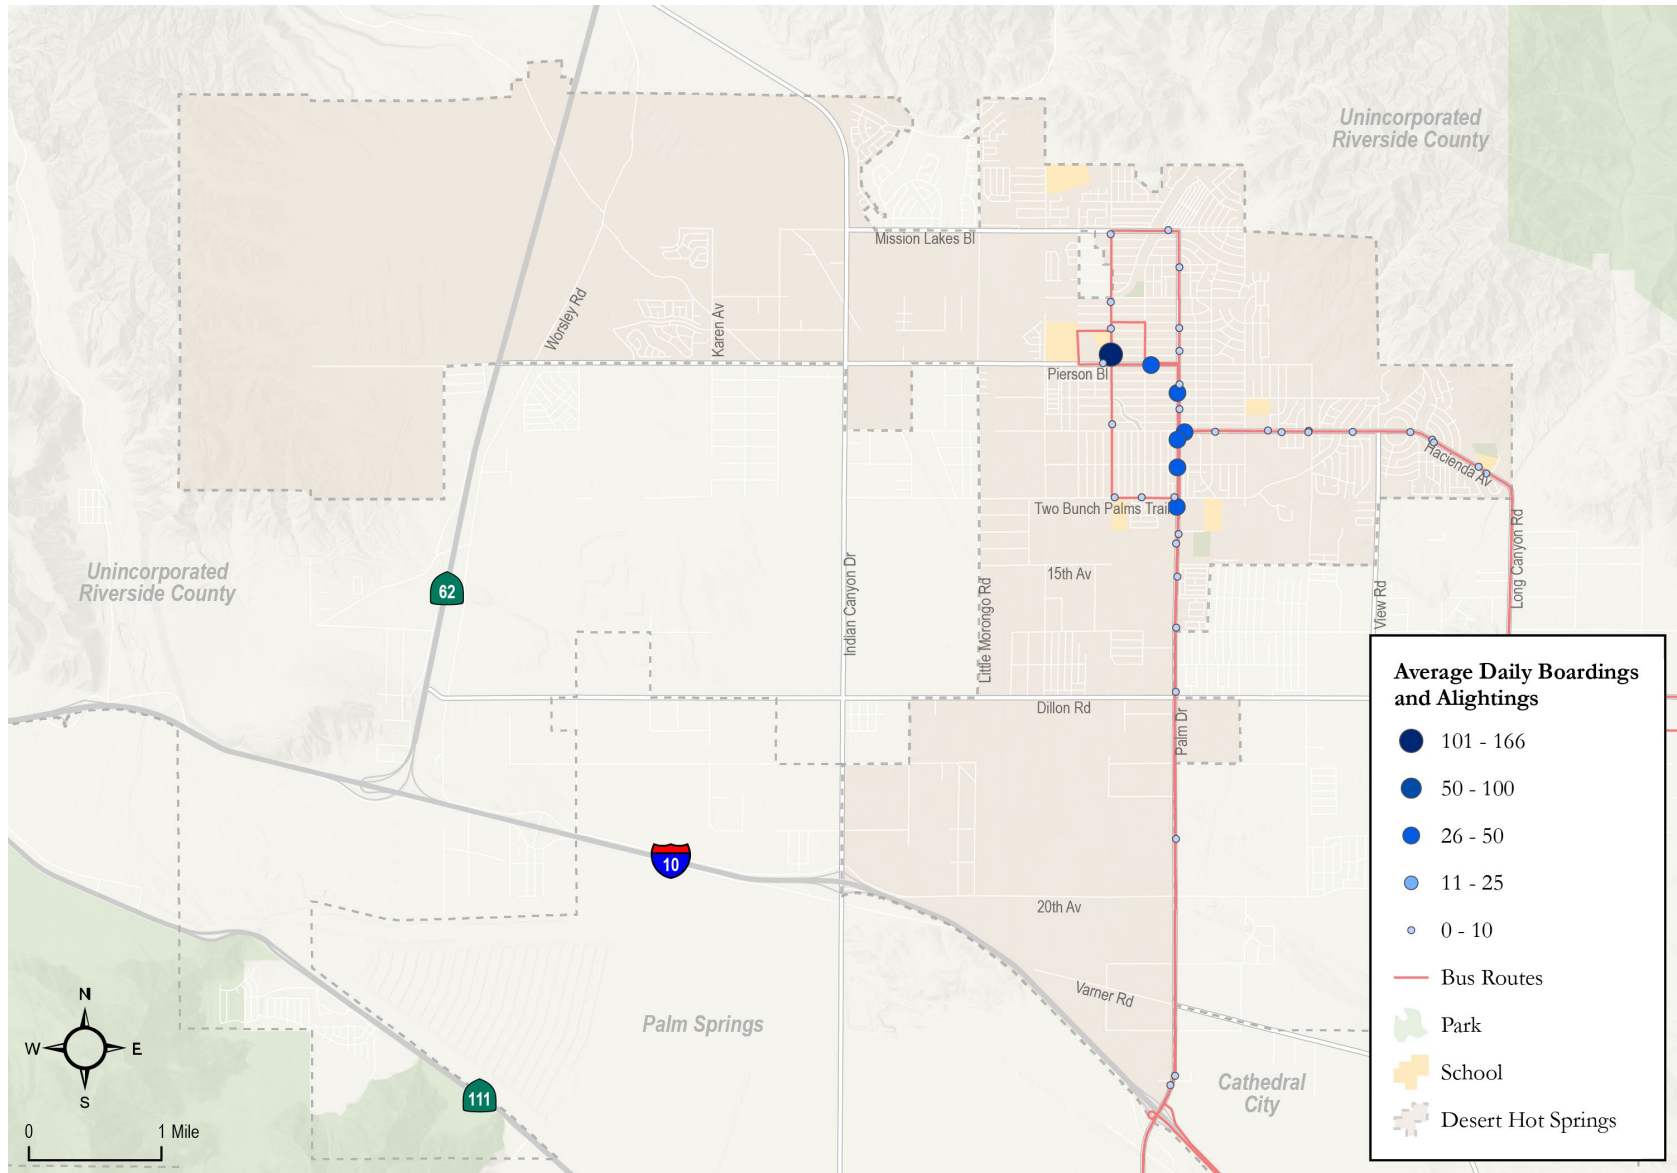 Unincorporated
Riverside County
Mission Lakes Bl
Worsley Rd
Karen Av
Pierson Bl
Hacienda Av
Two Bunch Palms Trail
Long Canyon Rd
Unincorporated
Riverside County
62
Indian Canyon Dr
Little Morongo Rd
15th Av
View Rd
Dillon Rd
Palm Dr
10
20th Av
Varner Rd
Palm Springs
Cathedral
City
111
N
W
E
S
0
1 Mile
Average Daily Boardings
and Alightings
101 - 166
50 - 100
26 - 50
11 - 25
0 - 10
Bus Routes
Park
School
Desert Hot Springs